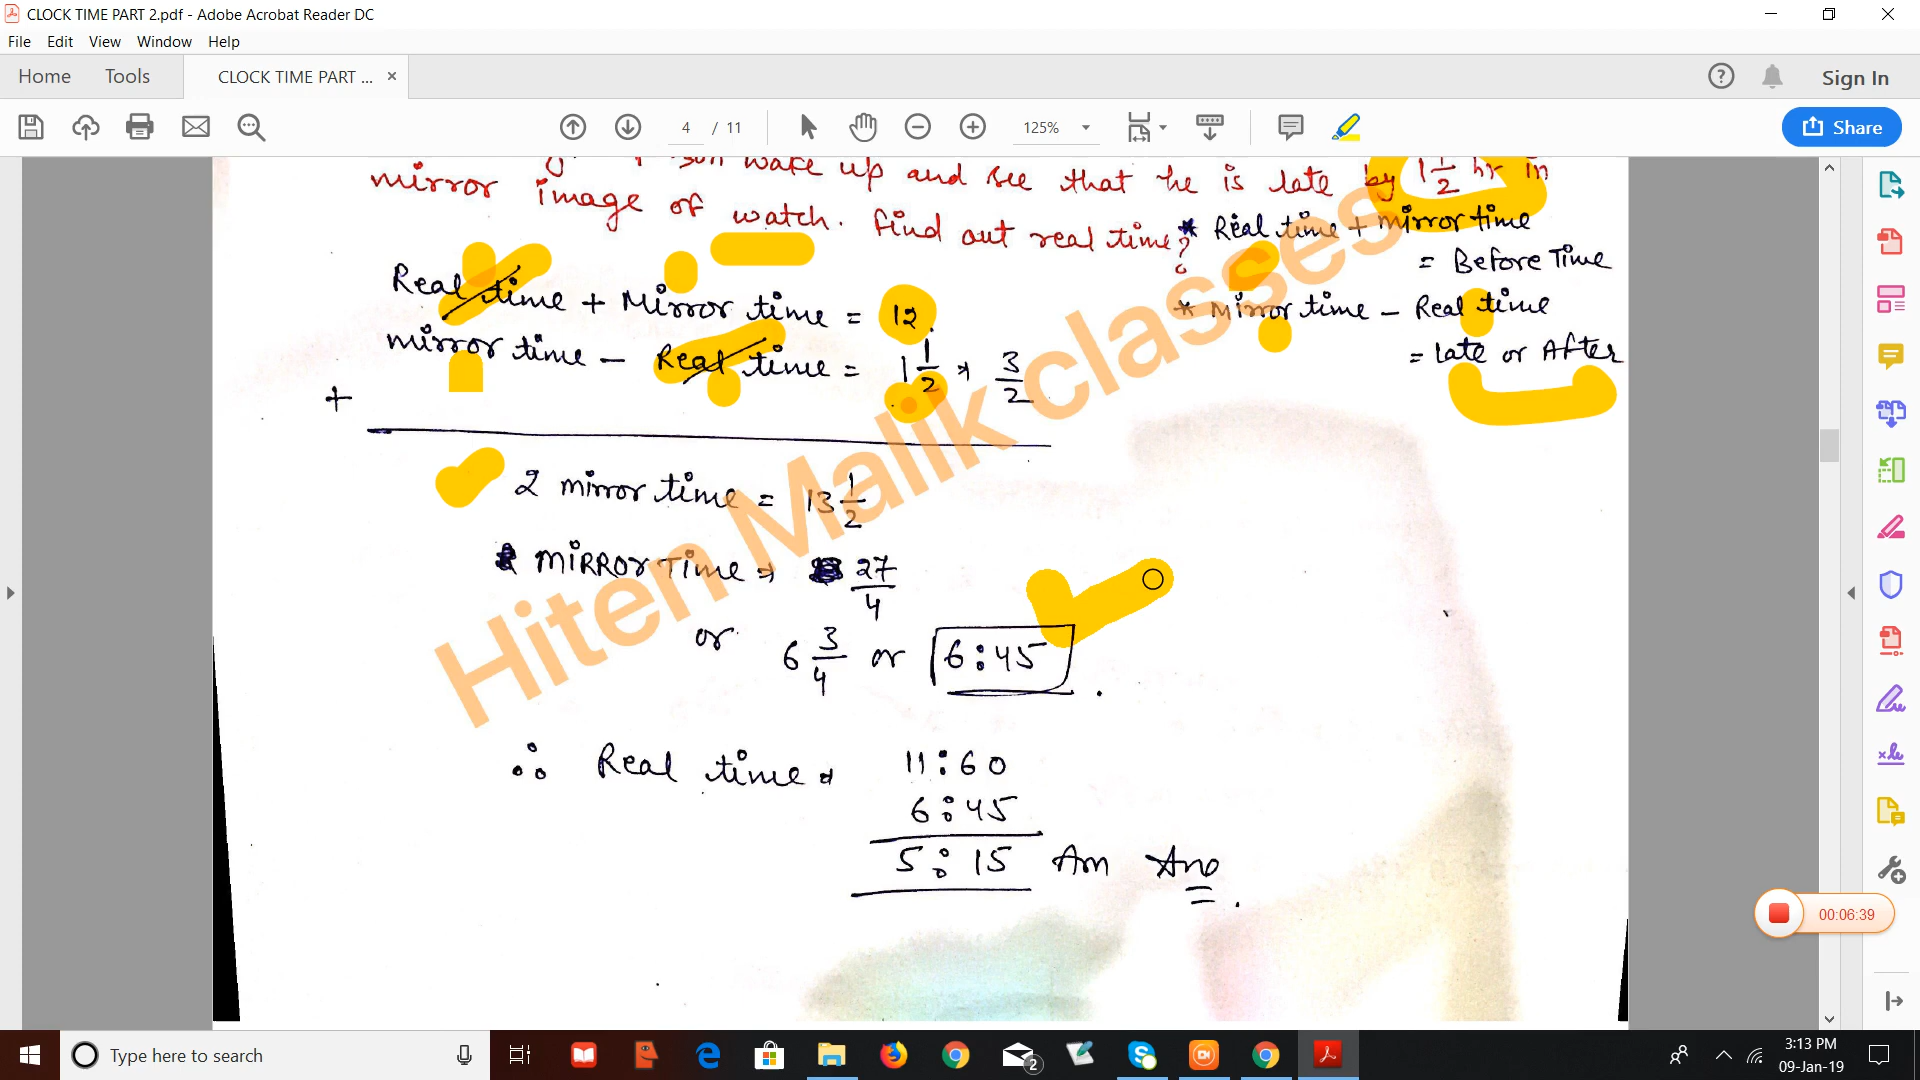 CLOCK TIME PART 2.pdf - Adobe Acrobat Reader DC
File Edit View Window Help
Home Tools CLOCK TIME PART ... × Sign In
4 / 11 125% Share
wake up and see that he is late by 1 1/2 hr in
mirror image of watch. Find out real time?
* Real time + Mirror time
= Before Time
* Mirror time - Real time
= late or After
Real time + Mirror time = 12
mirror time - Real time = 1 1/2 → 3/2
+
2 mirror time = 13 1/2
MIRROR TIME → 27/4
or 6 3/4 or 6:45
∴ Real time → 11:60
6:45
5:15 Am Ans
Hiten Malik classes
00:06:39
Type here to search
2
3:13 PM
09-Jan-19